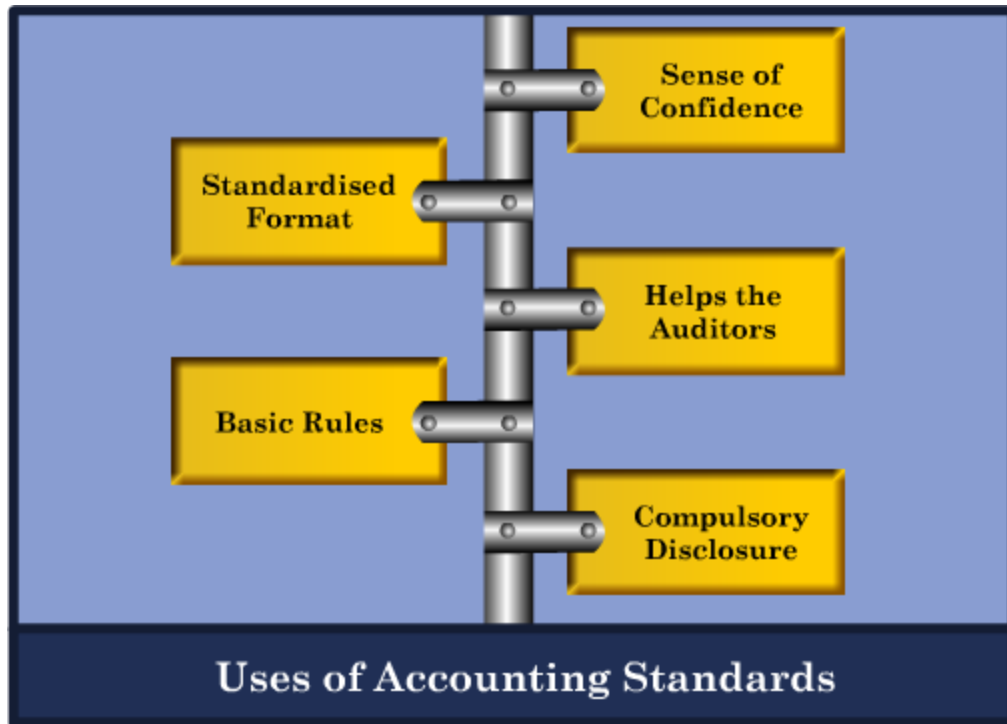 Sense of
Confidence
Standardised
Format
Helps the
Auditors
Basic Rules
Compulsory
Disclosure
Uses of Accounting Standards